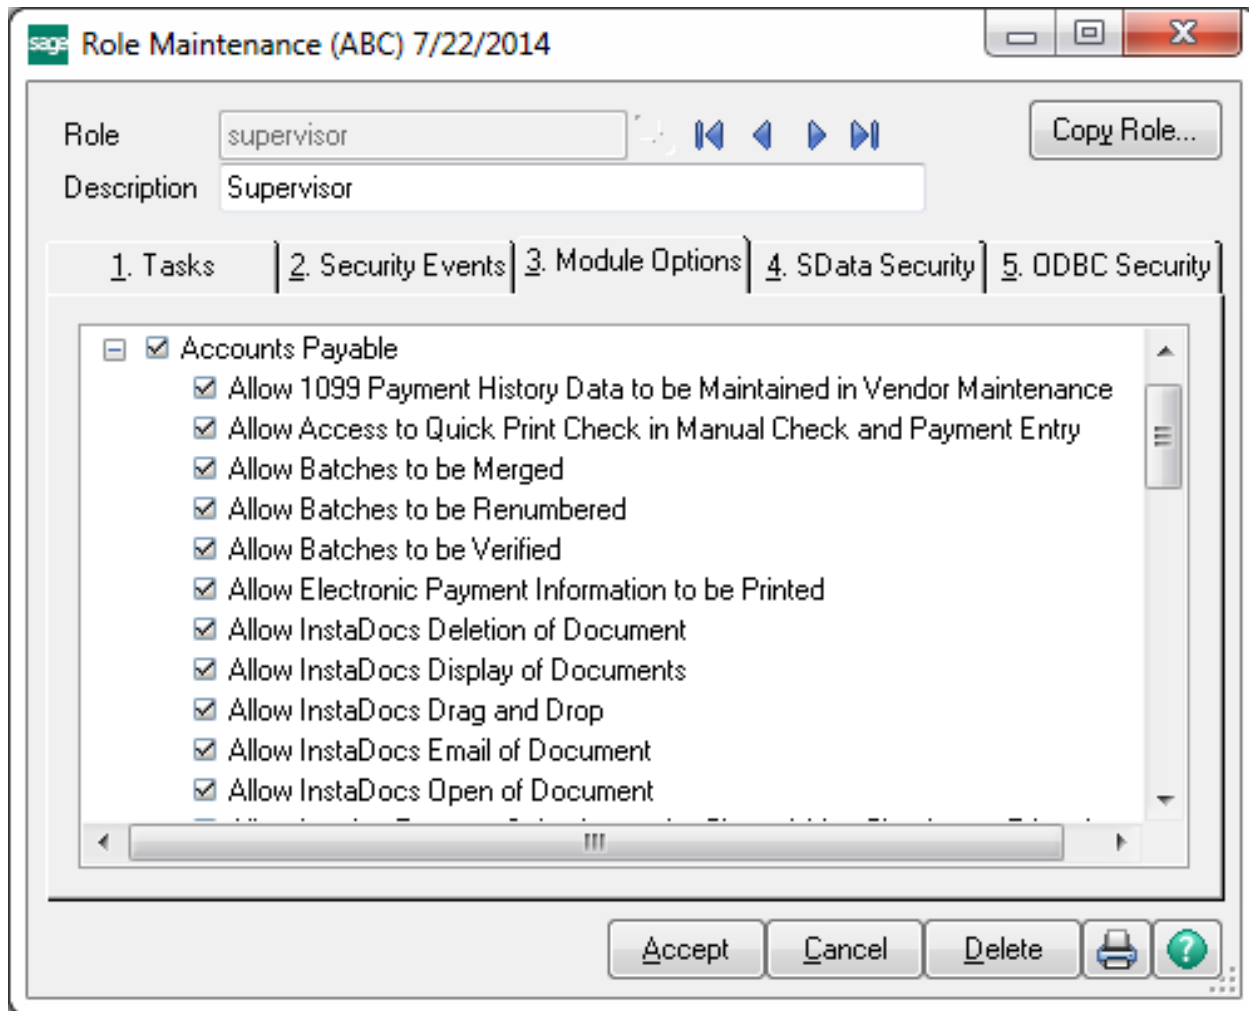 sage Role Maintenance (ABC) 7/22/2014
Role supervisor Copy Role...
Description Supervisor
1. Tasks 2. Security Events 3. Module Options 4. SData Security 5. ODBC Security
Accounts Payable
Allow 1099 Payment History Data to be Maintained in Vendor Maintenance
Allow Access to Quick Print Check in Manual Check and Payment Entry
Allow Batches to be Merged
Allow Batches to be Renumbered
Allow Batches to be Verified
Allow Electronic Payment Information to be Printed
Allow InstaDocs Deletion of Document
Allow InstaDocs Display of Documents
Allow InstaDocs Drag and Drop
Allow InstaDocs Email of Document
Allow InstaDocs Open of Document
Accept Cancel Delete ?